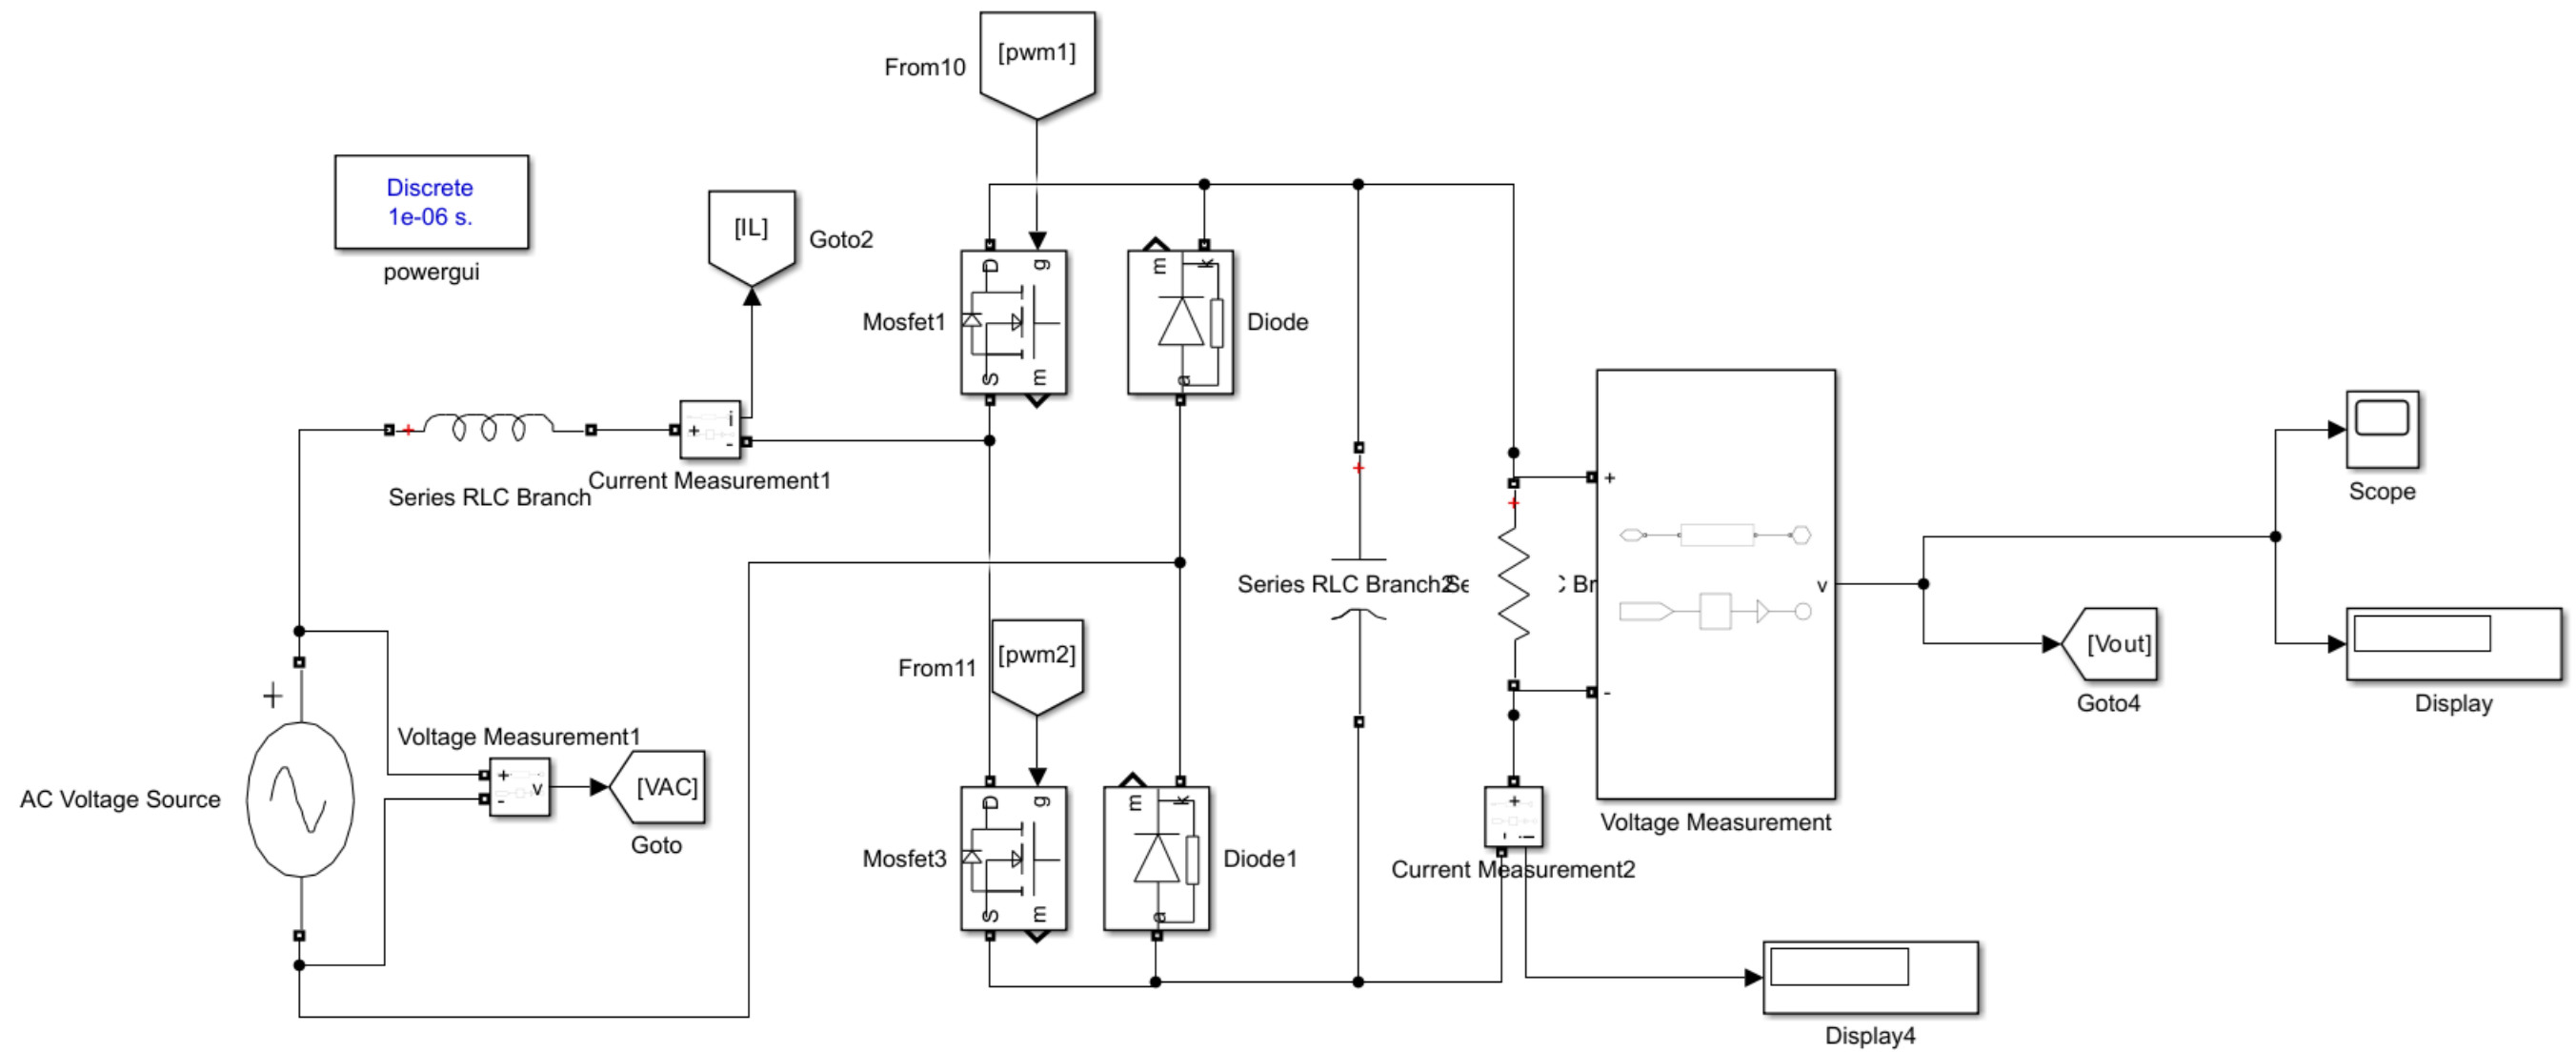 [pwm1]
From10
Discrete
1e-06 s.
powergui
[IL]
Goto2
D
g
m
k
Mosfet1
Diode
S
m
a
i
+
-
Series RLC Branch
Current Measurement1
+
+
+
+
Scope
Series RLC Branch2
Se
C Br
v
[pwm2]
From11
[Vout]
Goto4
Display
-
+
Voltage Measurement1
+
-
v
[VAC]
Goto
AC Voltage Source
D
g
m
k
+
-
i
Voltage Measurement
Mosfet3
Diode1
Current Measurement2
S
m
a
Display4